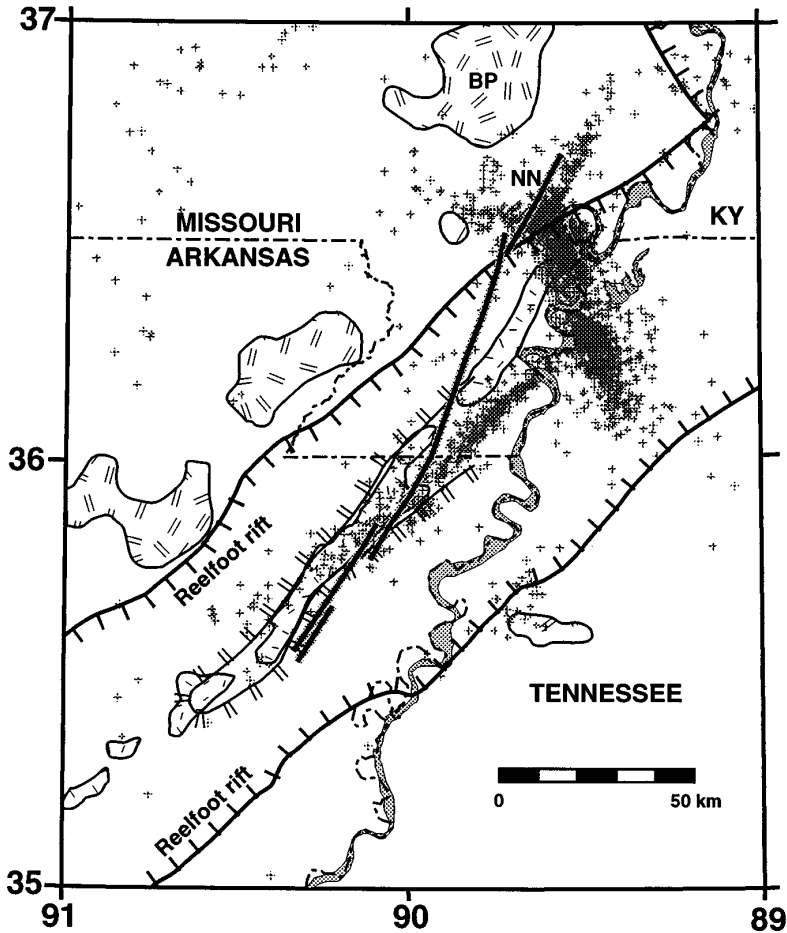 37
BP
NN
KY
MISSOURI
ARKANSAS
36
Reelfoot rift
TENNESSEE
0 50 km
Reelfoot rift
35
91 90 89